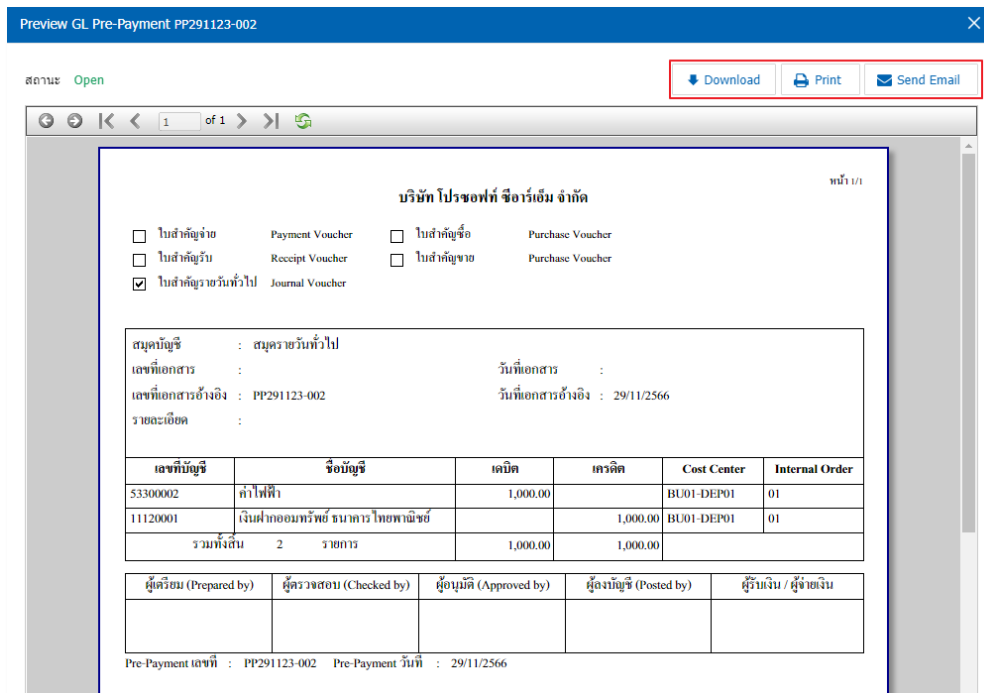 Preview GL Pre-Payment PP291123-002
สถานะ Open
Download Print Send Email
1 of 1
หน้า 1/1
บริษัท โปรซอฟท์ ซีอาร์เอ็ม จำกัด
ใบสำคัญจ่าย Payment Voucher ใบสำคัญซื้อ Purchase Voucher
ใบสำคัญรับ Receipt Voucher ใบสำคัญขาย Purchase Voucher
ใบสำคัญรายวันทั่วไป Journal Voucher
สมุดบัญชี : สมุดรายวันทั่วไป
เลขที่เอกสาร : วันที่เอกสาร :
เลขที่เอกสารอ้างอิง : PP291123-002 วันที่เอกสารอ้างอิง : 29/11/2566
รายละเอียด :
เลขที่บัญชี ชื่อบัญชี เดบิต เครดิต Cost Center Internal Order
53300002 ค่าไฟฟ้า 1,000.00 BU01-DEP01 01
11120001 เงินฝากออมทรัพย์ ธนาคารไทยพาณิชย์ 1,000.00 BU01-DEP01 01
รวมทั้งสิ้น 2 รายการ 1,000.00 1,000.00
ผู้เตรียม (Prepared by) ผู้ตรวจสอบ (Checked by) ผู้อนุมัติ (Approved by) ผู้ลงบัญชี (Posted by) ผู้รับเงิน / ผู้จ่ายเงิน
Pre-Payment เลขที่ : PP291123-002 Pre-Payment วันที่ : 29/11/2566